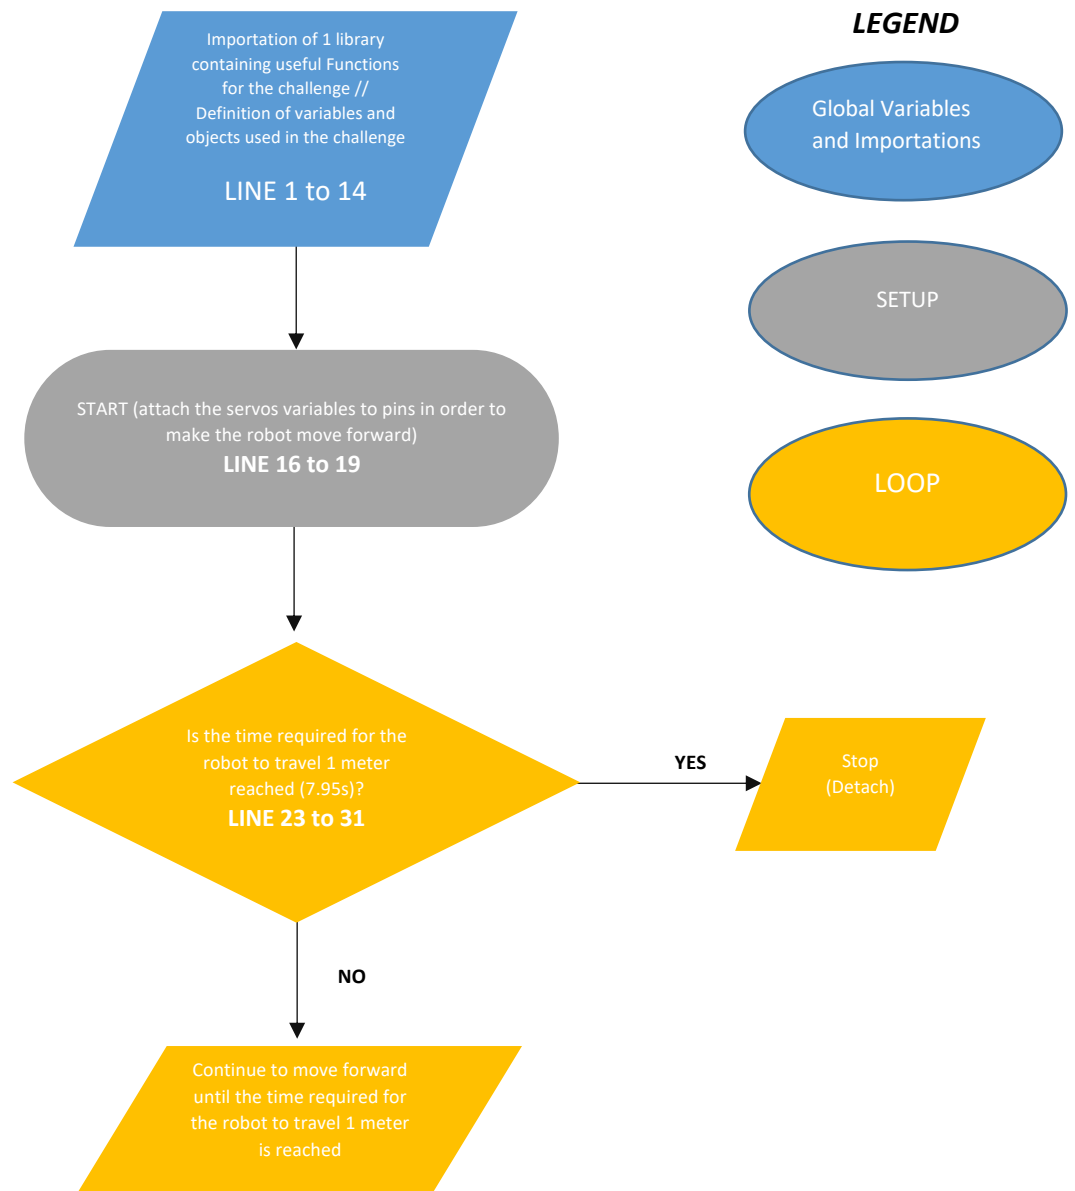 Importation of 1 library
containing useful Functions
for the challenge //
Definition of variables and
objects used in the challenge
LINE 1 to 14
LEGEND
Global Variables
and Importations
SETUP
LOOP
START (attach the servos variables to pins in order to
make the robot move forward)
LINE 16 to 19
Is the time required for the
robot to travel 1 meter
reached (7.95s)?
LINE 23 to 31
YES
Stop
(Detach)
NO
Continue to move forward
until the time required for
the robot to travel 1 meter
is reached